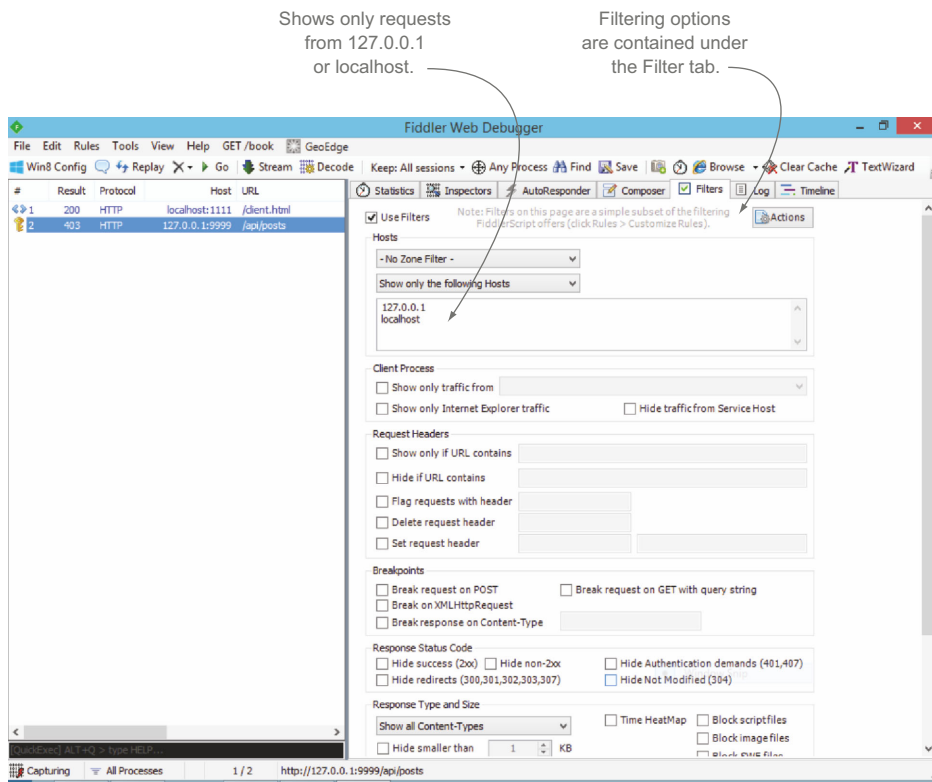 Shows only requests
from 127.0.0.1
or localhost.
Filtering options
are contained under
the Filter tab.
Fiddler Web Debugger
File Edit Rules Tools View Help GET /book GeoEdge
Win8 Config Replay Go Stream Decode Keep: All sessions Any Process Find Save Browse Clear Cache TextWizard
# Result Protocol Host URL
1 200 HTTP localhost:1111 /client.html
2 403 HTTP 127.0.0.1:9999 /api/posts
Statistics Inspectors AutoResponder Composer Filters Log Timeline
Use Filters
Note: Filters on this page are a simple subset of the filtering
FiddlerScript offers (click Rules > Customize Rules).
Actions
Hosts
- No Zone Filter -
Show only the following Hosts
127.0.0.1
localhost
Client Process
Show only traffic from
Show only Internet Explorer traffic Hide traffic from Service Host
Request Headers
Show only if URL contains
Hide if URL contains
Flag requests with header
Delete request header
Set request header
Breakpoints
Break request on POST Break request on GET with query string
Break on XMLHttpRequest
Break response on Content-Type
Response Status Code
Hide success (2xx) Hide non-2xx Hide Authentication demands (401,407)
Hide redirects (300,301,302,303,307) Hide Not Modified (304)
Response Type and Size
Show all Content-Types Time HeatMap Block script files
Block image files
Hide smaller than 1 KB Block SWF files
[QuickExec] ALT+Q > type HELP...
Capturing All Processes 1 / 2 http://127.0.0.1:9999/api/posts